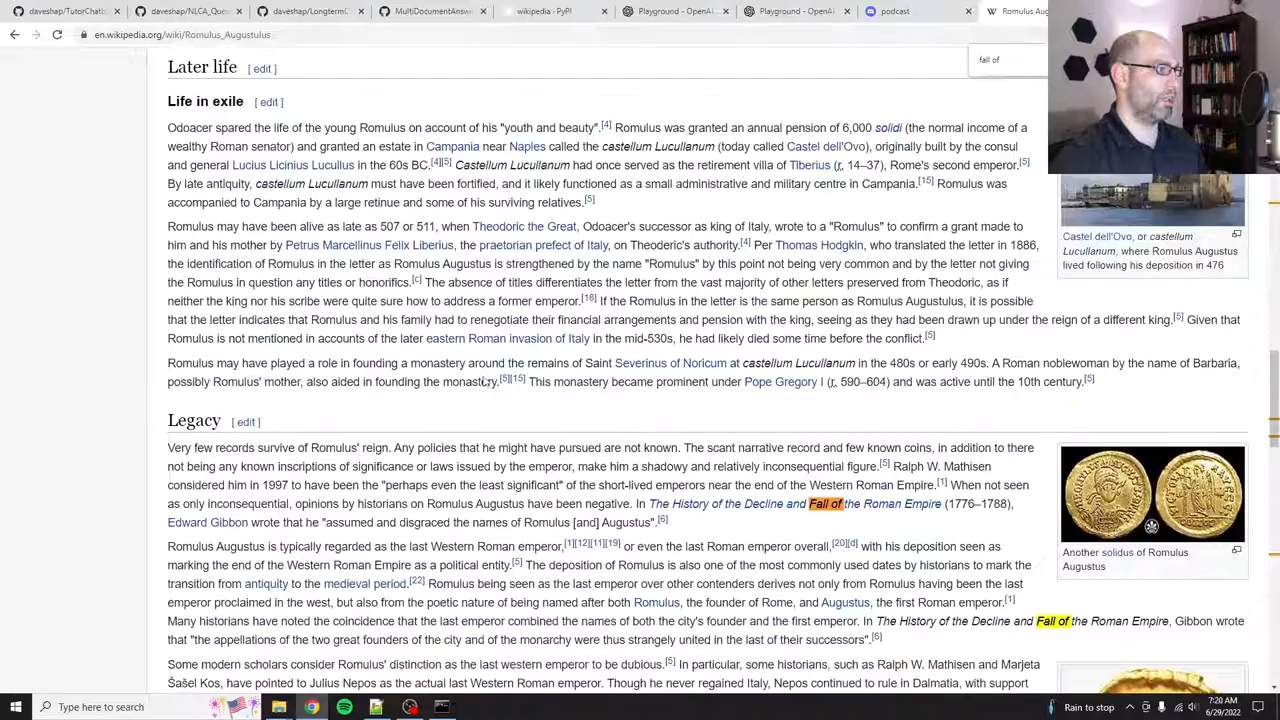 daveshap/TutorChatb
daveshap/NLCA_Ques
daveshap/LongtermC
MultiDocumentAnsw
wikipedia · PyPI
Playground - OpenAI
Playground - OpenAI
podcast
Romulus Aug
en.wikipedia.org/wiki/Romulus_Augustulus
fall of
Later life [ edit ]
Life in exile [ edit ]
Odoacer spared the life of the young Romulus on account of his "youth and beauty".[4] Romulus was granted an annual pension of 6,000 solidi (the normal income of a
wealthy Roman senator) and granted an estate in Campania near Naples called the castellum Lucullanum (today called Castel dell'Ovo), originally built by the consul
and general Lucius Licinius Lucullus in the 60s BC.[4][5] Castellum Lucullanum had once served as the retirement villa of Tiberius (r. 14–37), Rome's second emperor.[5]
By late antiquity, castellum Lucullanum must have been fortified, and it likely functioned as a small administrative and military centre in Campania.[15] Romulus was
accompanied to Campania by a large retinue and some of his surviving relatives.[5]
Romulus may have been alive as late as 507 or 511, when Theodoric the Great, Odoacer's successor as king of Italy, wrote to a "Romulus" to confirm a grant made to
him and his mother by Petrus Marcellinus Felix Liberius, the praetorian prefect of Italy, on Theoderic's authority.[4] Per Thomas Hodgkin, who translated the letter in 1886,
the identification of Romulus in the letter as Romulus Augustus is strengthened by the name "Romulus" by this point not being very common and by the letter not giving
the Romulus in question any titles or honorifics.[c] The absence of titles differentiates the letter from the vast majority of other letters preserved from Theodoric, as if
neither the king nor his scribe were quite sure how to address a former emperor.[18] If the Romulus in the letter is the same person as Romulus Augustulus, it is possible
that the letter indicates that Romulus and his family had to renegotiate their financial arrangements and pension with the king, seeing as they had been drawn up under the reign of a different king.[5] Given that
Romulus is not mentioned in accounts of the later eastern Roman invasion of Italy in the mid-530s, he had likely died some time before the conflict.[5]
Romulus may have played a role in founding a monastery around the remains of Saint Severinus of Noricum at castellum Lucullanum in the 480s or early 490s. A Roman noblewoman by the name of Barbaria,
possibly Romulus' mother, also aided in founding the monastery.[5][15] This monastery became prominent under Pope Gregory I (r. 590–604) and was active until the 10th century.[5]
Castel dell'Ovo, or castellum
Lucullanum, where Romulus Augustus
lived following his deposition in 476
Legacy [ edit ]
Very few records survive of Romulus' reign. Any policies that he might have pursued are not known. The scant narrative record and few known coins, in addition to there
not being any known inscriptions of significance or laws issued by the emperor, make him a shadowy and relatively inconsequential figure.[5] Ralph W. Mathisen
considered him in 1997 to have been the "perhaps even the least significant" of the short-lived emperors near the end of the Western Roman Empire.[1] When not seen
as only inconsequential, opinions by historians on Romulus Augustus have been negative. In The History of the Decline and Fall of the Roman Empire (1776–1788),
Edward Gibbon wrote that he "assumed and disgraced the names of Romulus [and] Augustus".[6]
Romulus Augustus is typically regarded as the last Western Roman emperor,[1][12][11][19] or even the last Roman emperor overall,[20][d] with his deposition seen as
marking the end of the Western Roman Empire as a political entity.[5] The deposition of Romulus is also one of the most commonly used dates by historians to mark the
transition from antiquity to the medieval period.[22] Romulus being seen as the last emperor over other contenders derives not only from Romulus having been the last
emperor proclaimed in the west, but also from the poetic nature of being named after both Romulus, the founder of Rome, and Augustus, the first Roman emperor.[1]
Many historians have noted the coincidence that the last emperor combined the names of both the city's founder and the first emperor. In The History of the Decline and Fall of the Roman Empire, Gibbon wrote
that "the appellations of the two great founders of the city and of the monarchy were thus strangely united in the last of their successors".[6]
Some modern scholars consider Romulus' distinction as the last western emperor to be dubious.[5] In particular, some historians, such as Ralph W. Mathisen and Marjeta
Šašel Kos, have pointed to Julius Nepos as the actual last Western Roman emperor. Though he never regained Italy, Nepos continued to rule in Dalmatia, with support
Another solidus of Romulus
Augustus
Type here to search
Rain to stop
7:20 AM
6/29/2022